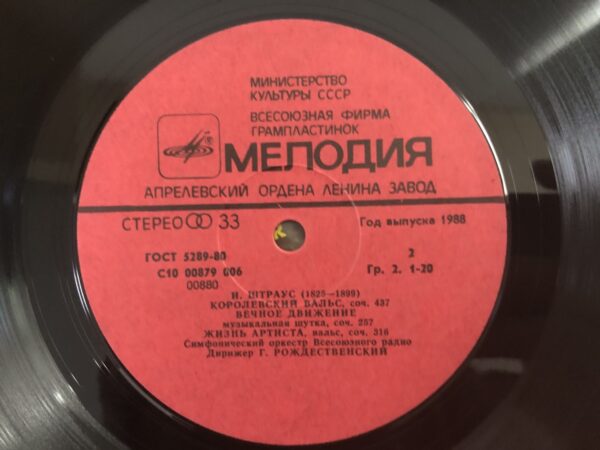 МИНИСТЕРСТВО
КУЛЬТУРЫ СССР
ВСЕСОЮЗНАЯ ФИРМА
ГРАМПЛАСТИНОК
МЕЛОДИЯ
АПРЕЛЕВСКИЙ ОРДЕНА ЛЕНИНА ЗАВОД
СТЕРЕО 33
Год выпуска 1988
ГОСТ 5289-80
2
С10 00879 006
Гр. 2. 1-20
00880
И. ШТРАУС (1825—1899)
КОРОЛЕВСКИЙ ВАЛЬС, соч. 437
ВЕЧНОЕ ДВИЖЕНИЕ
музыкальная шутка, соч. 257
ЖИЗНЬ АРТИСТА, вальс, соч. 316
Симфонический оркестр Всесоюзного радио
Дирижер Г. РОЖДЕСТВЕНСКИЙ